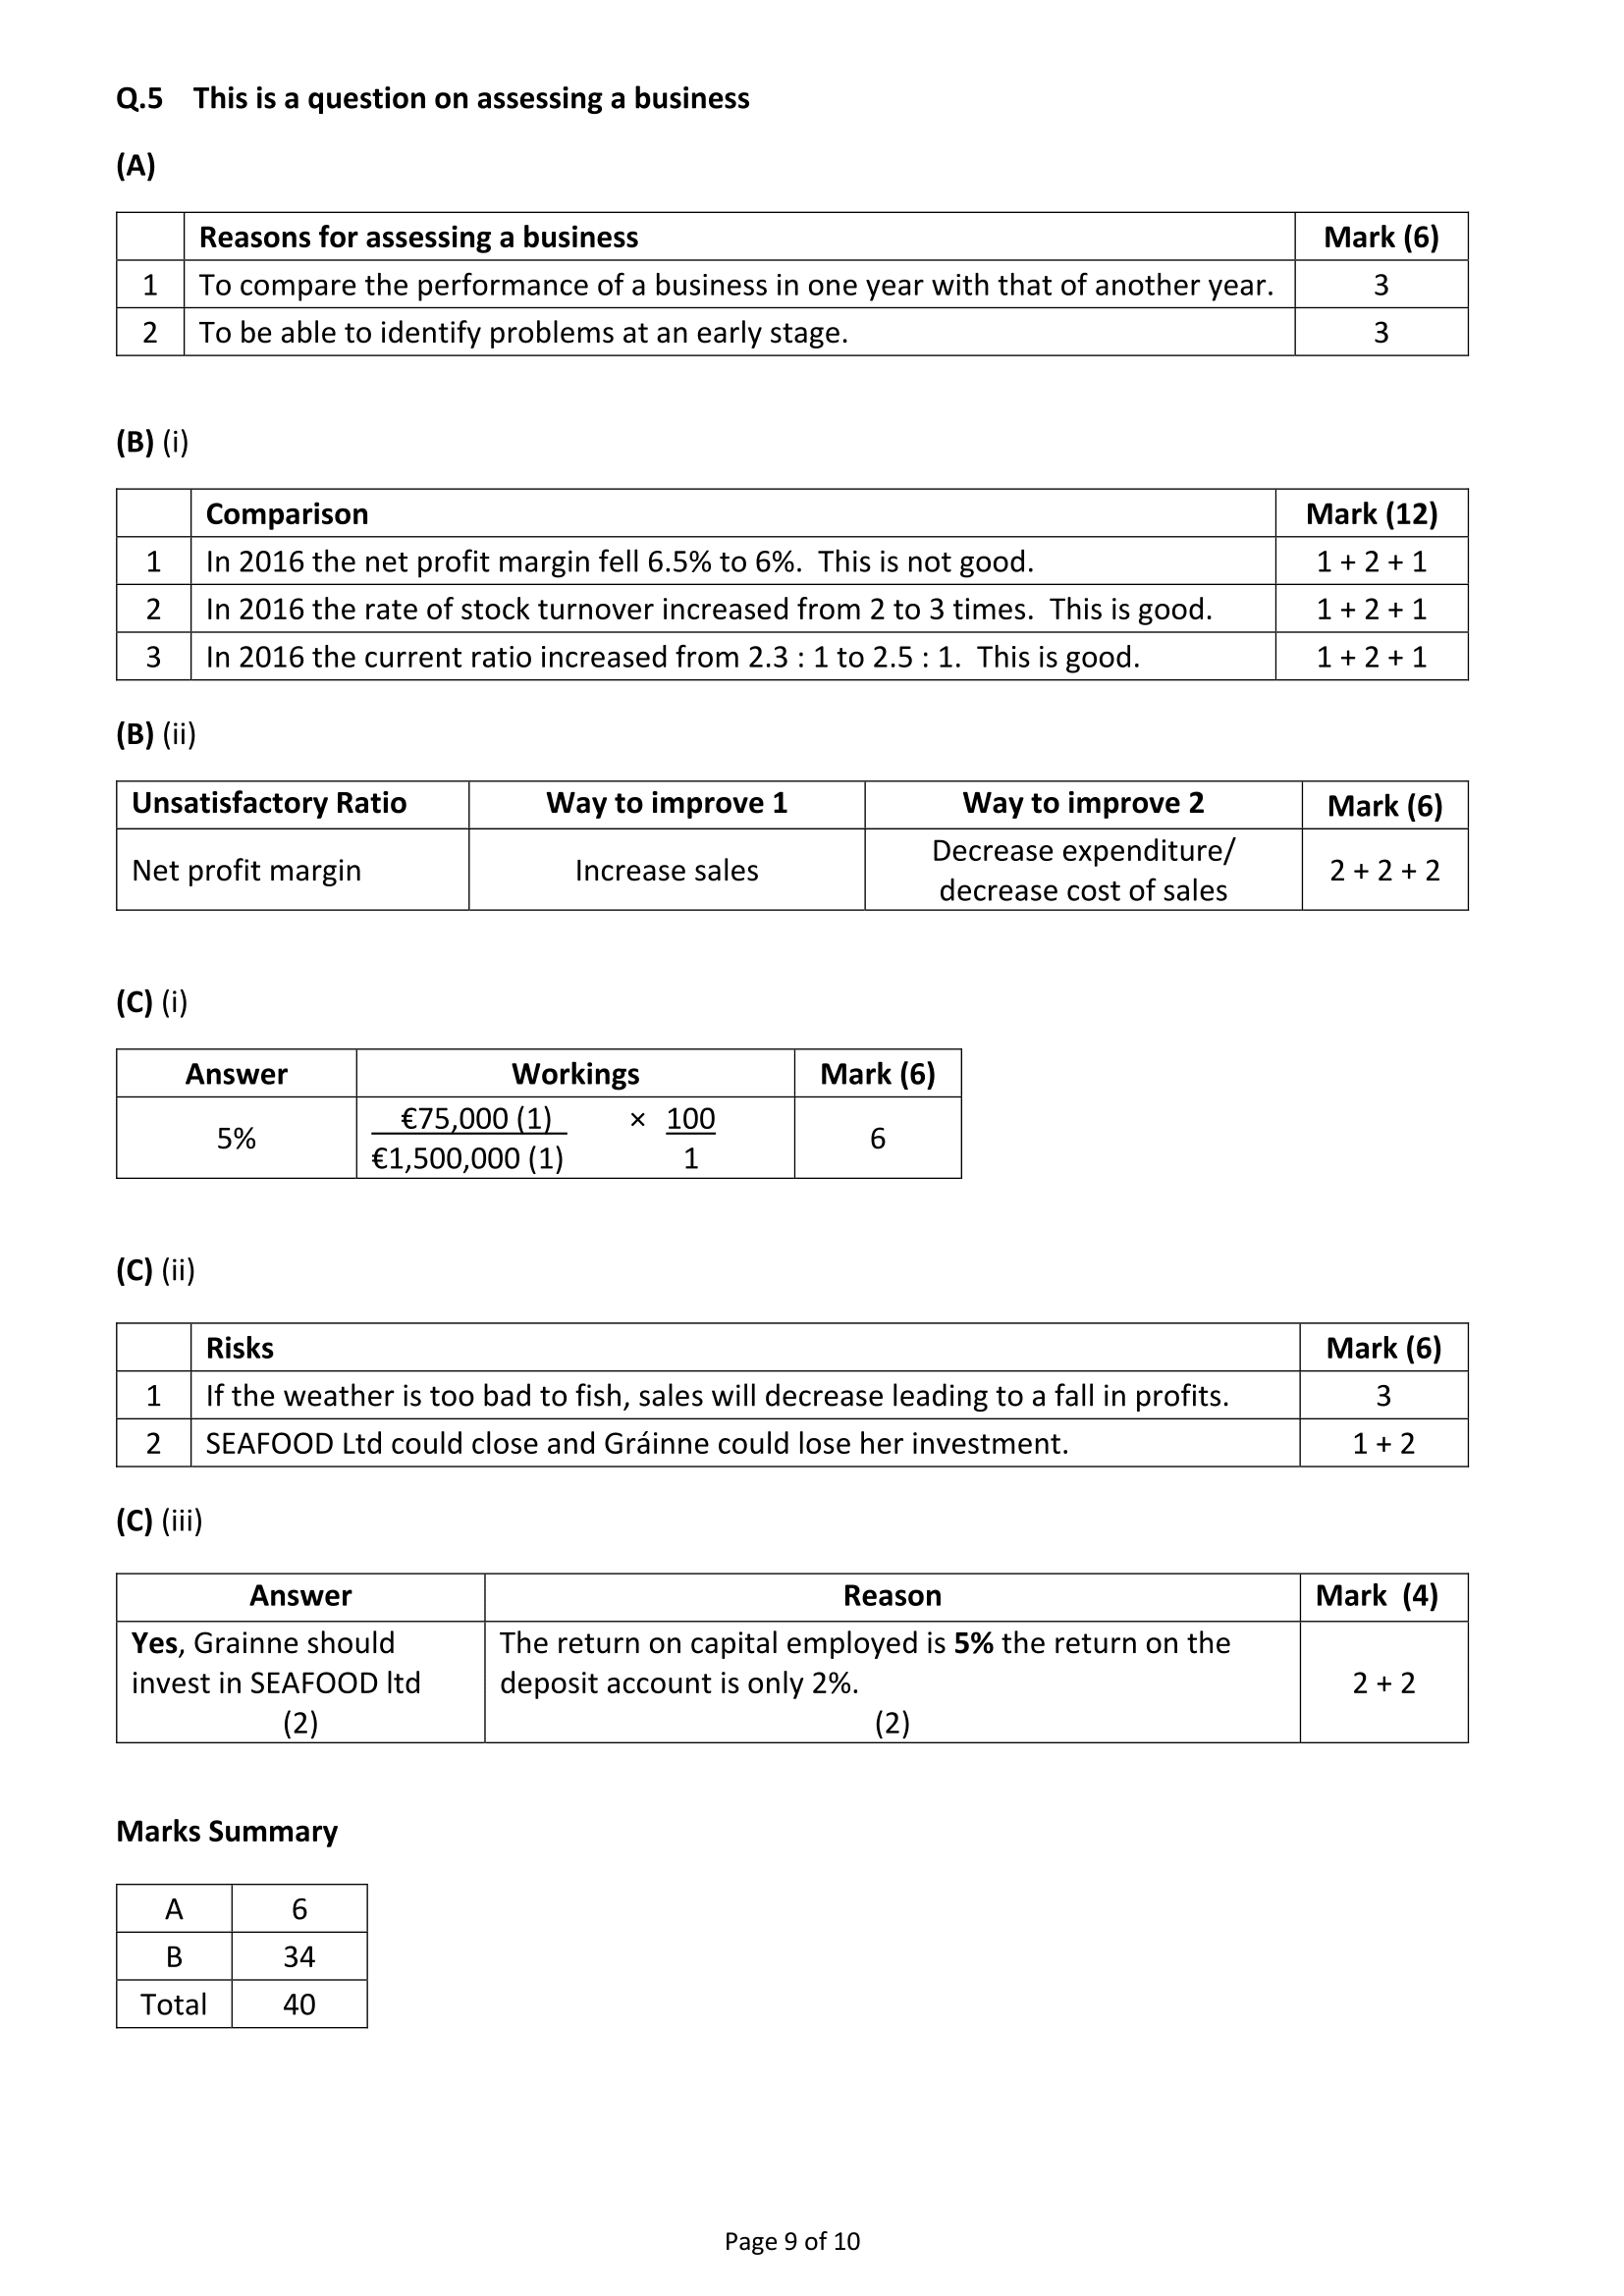 Q.5 This is a question on assessing a business
(A)
Reasons for assessing a business Mark (6)
1 To compare the performance of a business in one year with that of another year. 3
2 To be able to identify problems at an early stage. 3
(B) (i)
Comparison Mark (12)
1 In 2016 the net profit margin fell 6.5% to 6%. This is not good. 1 + 2 + 1
2 In 2016 the rate of stock turnover increased from 2 to 3 times. This is good. 1 + 2 + 1
3 In 2016 the current ratio increased from 2.3 : 1 to 2.5 : 1. This is good. 1 + 2 + 1
(B) (ii)
Unsatisfactory Ratio Way to improve 1 Way to improve 2 Mark (6)
Net profit margin Increase sales Decrease expenditure/
decrease cost of sales 2 + 2 + 2
(C) (i)
Answer Workings Mark (6)
5% €75,000 (1) × 100
€1,500,000 (1) 1 6
(C) (ii)
Risks Mark (6)
1 If the weather is too bad to fish, sales will decrease leading to a fall in profits. 3
2 SEAFOOD Ltd could close and Gráinne could lose her investment. 1 + 2
(C) (iii)
Answer Reason Mark (4)
Yes, Grainne should
invest in SEAFOOD ltd
(2)
The return on capital employed is 5% the return on the
deposit account is only 2%.
(2)
2 + 2
Marks Summary
A 6
B 34
Total 40
Page 9 of 10